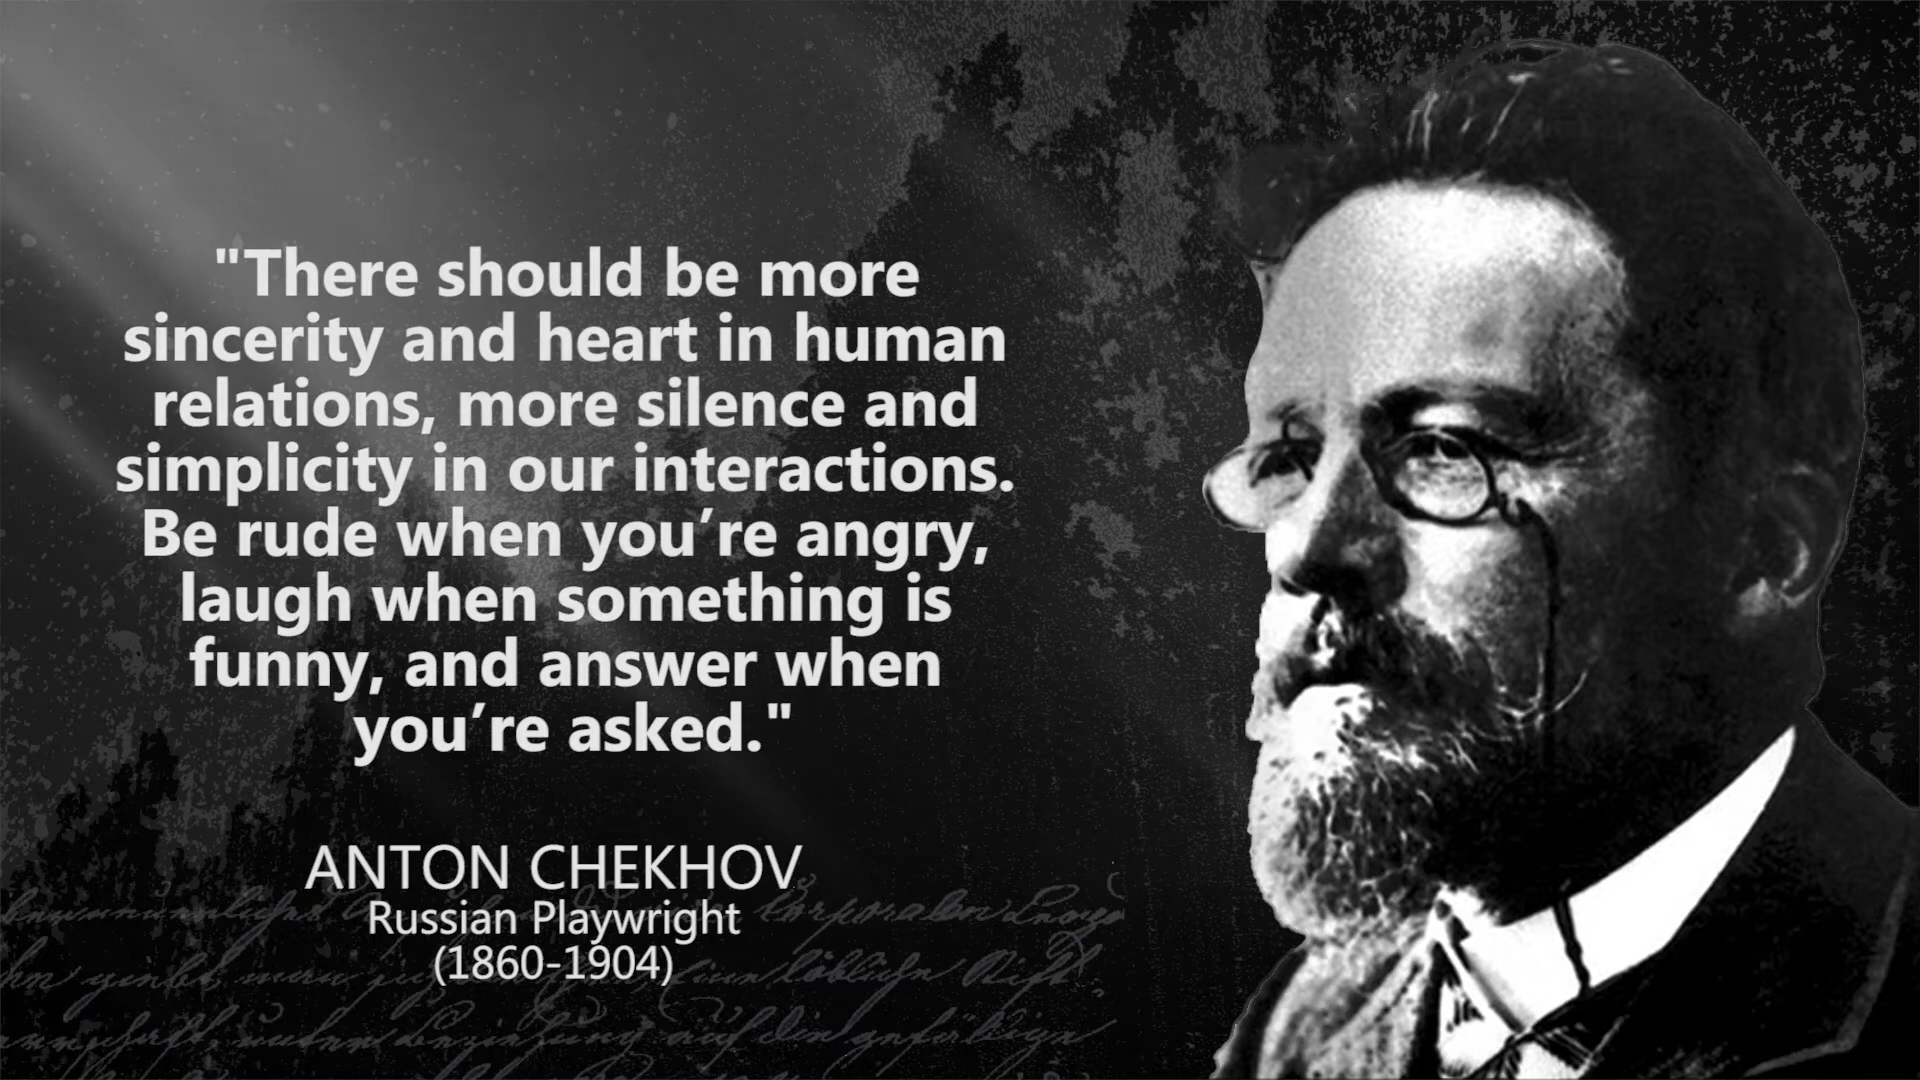 "There should be more
sincerity and heart in human
relations, more silence and
simplicity in our interactions.
Be rude when you’re angry,
laugh when something is
funny, and answer when
you’re asked."
ANTON CHEKHOV
Russian Playwright
(1860-1904)